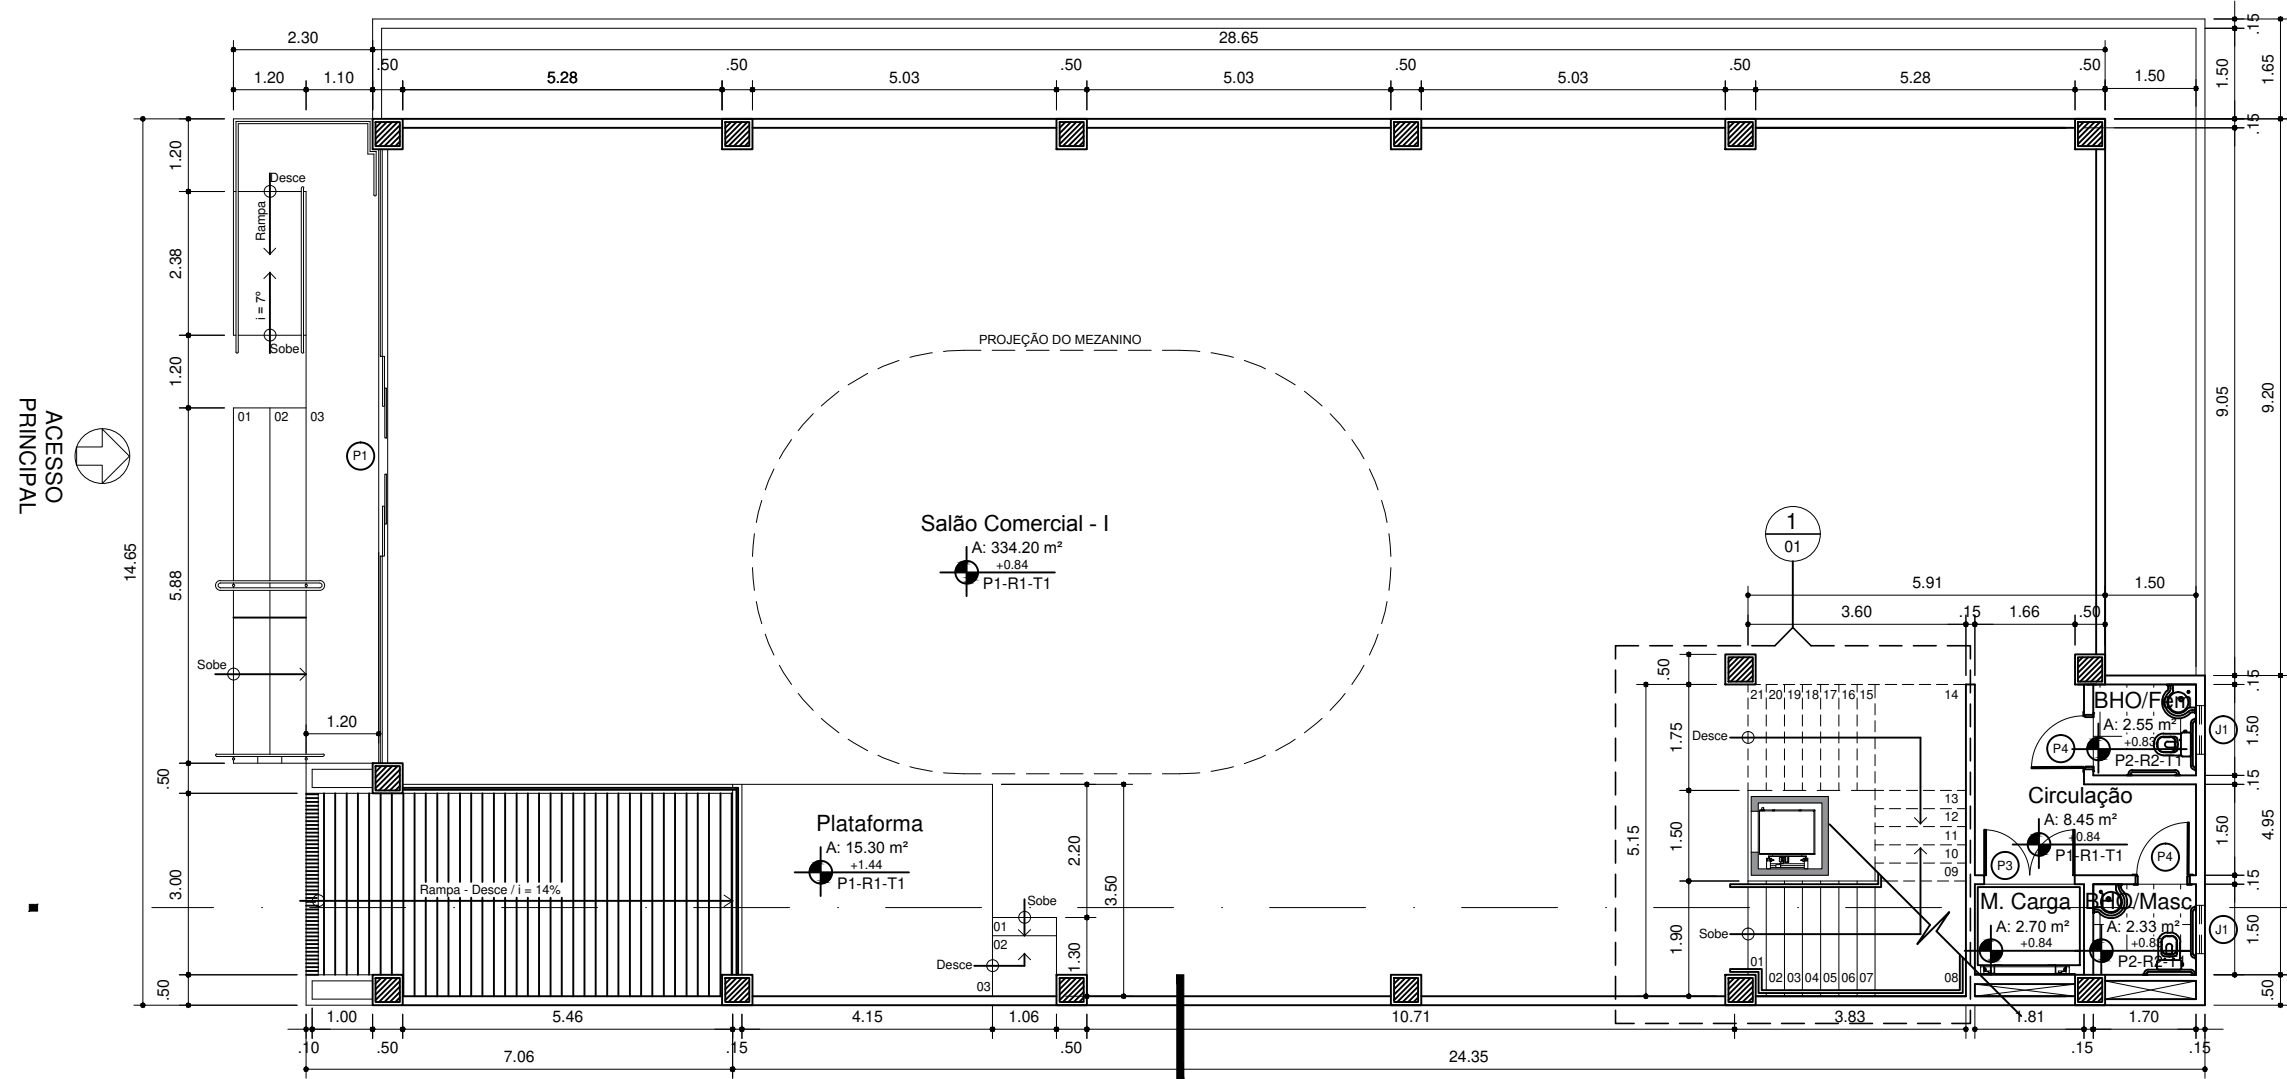 2.30
28.65
.15
1.20
1.10
.50
5.28
.50
5.03
.50
5.03
.50
5.03
.50
5.28
.50
1.50
1.50
1.65
.15
1.20
Desce
Rampa
2.38
i = 7º
Sobe
1.20
PROJEÇÃO DO MEZANINO
9.05
9.20
ACESSO
PRINCIPAL
01
02
03
P1
14.65
5.88
Salão Comercial - I
A: 334.20 m²
+0.84
P1-R1-T1
1
01
5.91
1.50
3.60
.15
1.66
.50
Sobe
1.20
.50
.50
5.15
1.75
21
20
19
18
17
16
15
14
Desce
BHO/Fem
A: 2.55 m²
+0.83
P2-R2-T1
P4
J1
.15
1.50
.15
Circulação
A: 8.45 m²
+0.84
P1-R1-T1
1.50
4.95
13
12
11
10
09
1.50
P3
P4
.15
Plataforma
A: 15.30 m²
+1.44
P1-R1-T1
2.20
3.50
3.00
Rampa - Desce / i = 14%
Sobe
01
02
Desce
03
1.30
1.90
Sobe
01
02
03
04
05
06
07
08
M. Carga
A: 2.70 m²
+0.84
BHO/Masc
A: 2.33 m²
+0.83
P2-R2-T1
J1
1.50
.50
.50
1.00
5.46
4.15
1.06
10.71
3.83
1.81
1.70
.10
.50
7.06
.15
.50
24.35
.15
.15